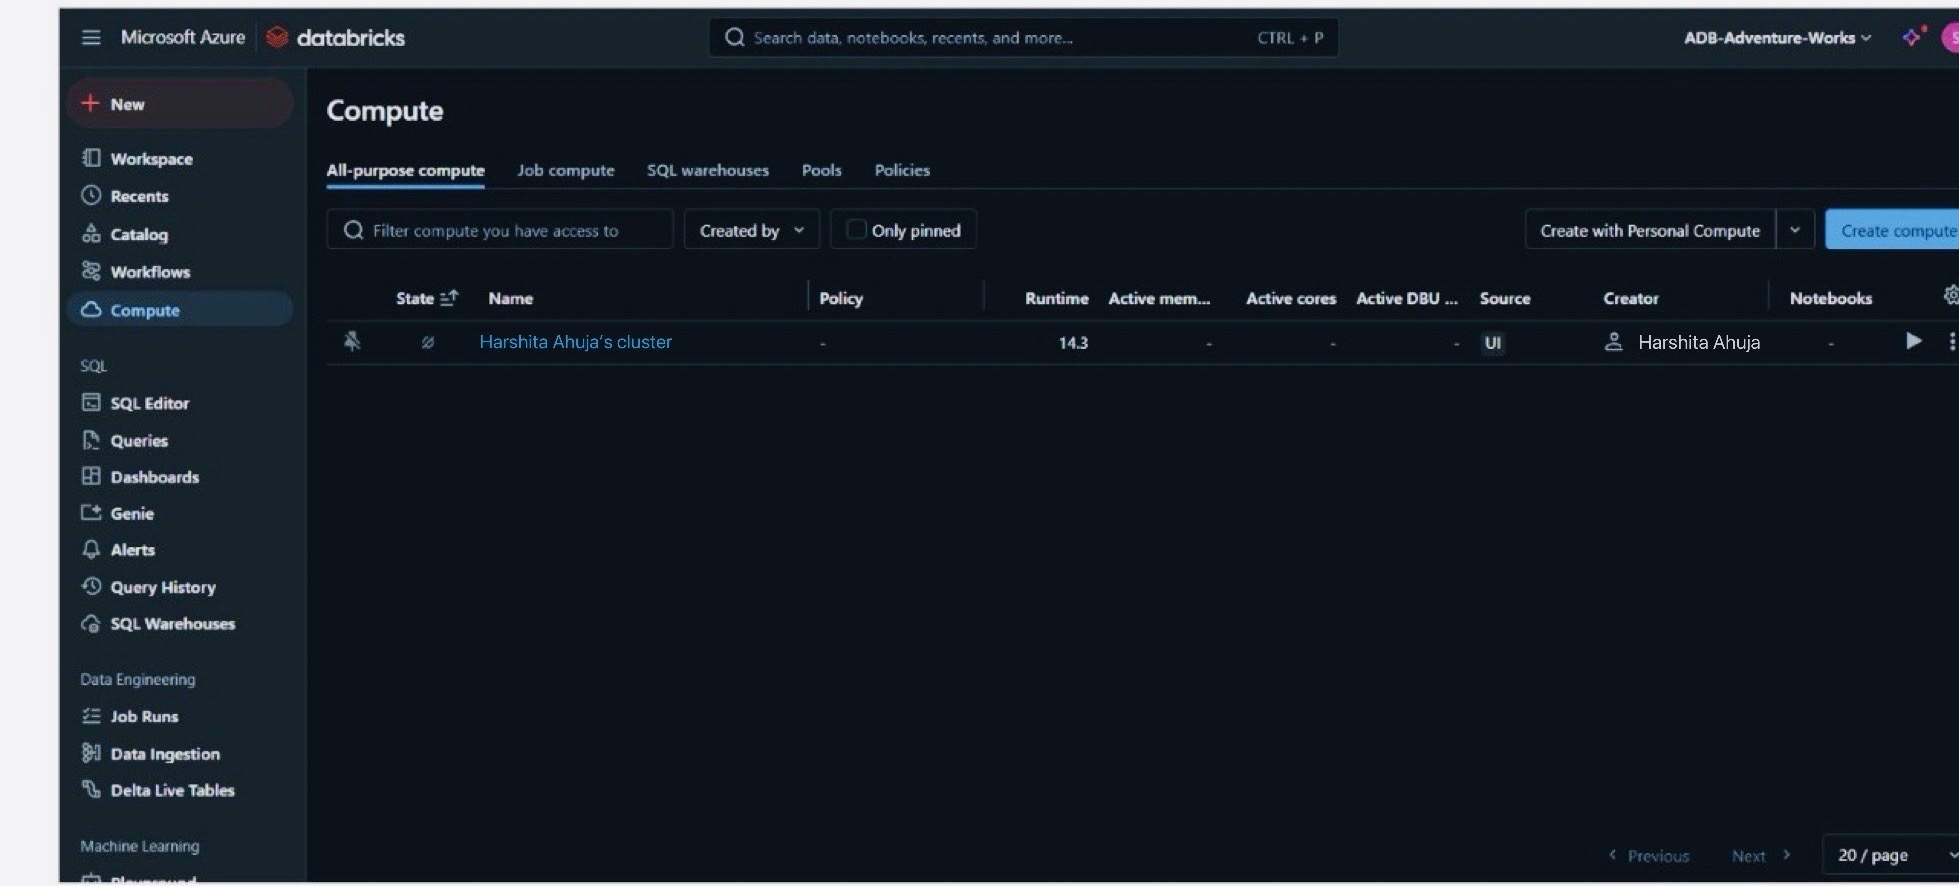 Microsoft Azure databricks Search data, notebooks, recents, and more... CTRL + P ADB-Adventure-Works S
New
Workspace
Recents
Catalog
Workflows
Compute
SQL
SQL Editor
Queries
Dashboards
Genie
Alerts
Query History
SQL Warehouses
Data Engineering
Job Runs
Data Ingestion
Delta Live Tables
Machine Learning
Playground
Compute
All-purpose compute Job compute SQL warehouses Pools Policies
Filter compute you have access to Created by Only pinned Create with Personal Compute Create compute
State Name Policy Runtime Active mem... Active cores Active DBU ... Source Creator Notebooks
Harshita Ahuja’s cluster - 14.3 - - - UI Harshita Ahuja -
Previous Next 20 / page